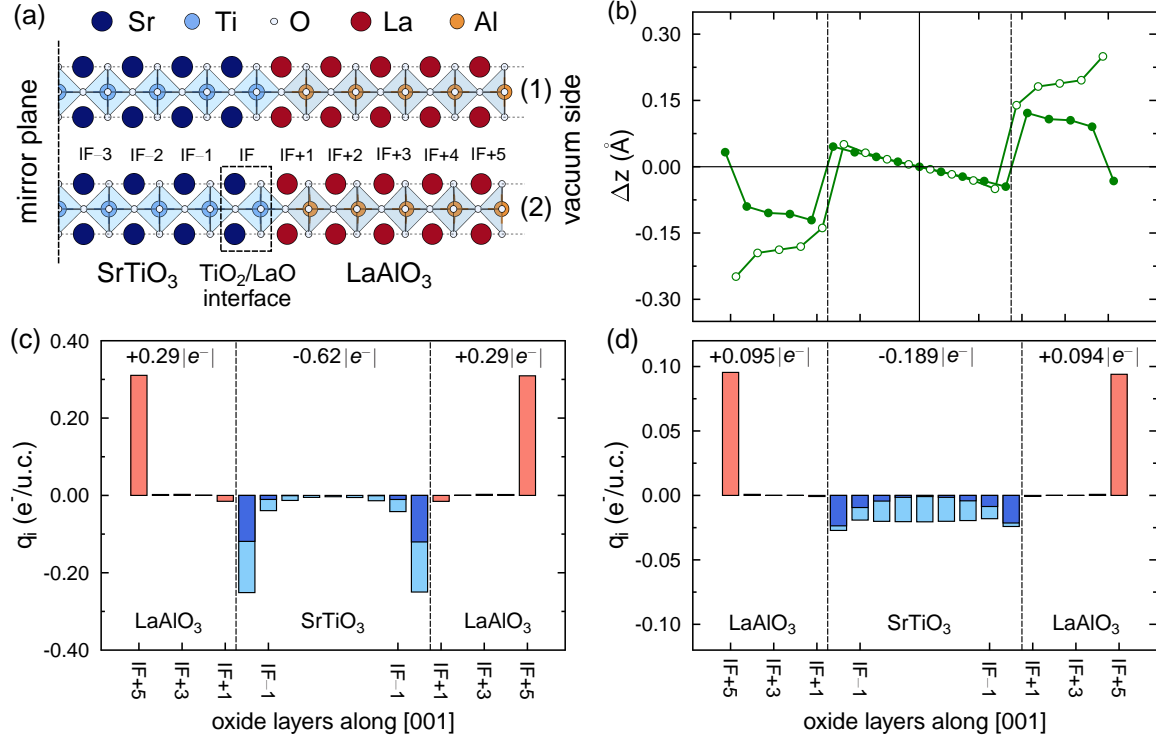 (a)
Sr Ti O La Al
mirror plane
(1)
IF−3 IF−2 IF−1 IF IF+1 IF+2 IF+3 IF+4 IF+5
(2)
vacuum side
SrTiO3
TiO2/LaO
interface
LaAlO3
(b)
Δz (Å)
0.30
0.15
0.00
-0.15
-0.30
(c)
qi (e-/u.c.)
0.40
0.20
0.00
-0.20
-0.40
+0.29|e−| -0.62|e−| +0.29|e−|
LaAlO3 SrTiO3 LaAlO3
IF+5 IF+3 IF+1 IF−1 IF−1 IF+1 IF+3 IF+5
oxide layers along [001]
(d)
qi (e-/u.c.)
0.10
0.05
0.00
-0.05
-0.10
+0.095|e−| -0.189|e−| +0.094|e−|
LaAlO3 SrTiO3 LaAlO3
IF+5 IF+3 IF+1 IF−1 IF−1 IF+1 IF+3 IF+5
oxide layers along [001]